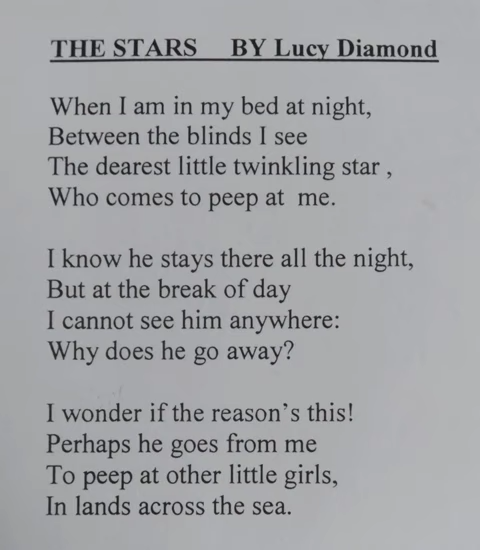 THE STARS BY Lucy Diamond
When I am in my bed at night,
Between the blinds I see
The dearest little twinkling star ,
Who comes to peep at me.
I know he stays there all the night,
But at the break of day
I cannot see him anywhere:
Why does he go away?
I wonder if the reason's this!
Perhaps he goes from me
To peep at other little girls,
In lands across the sea.